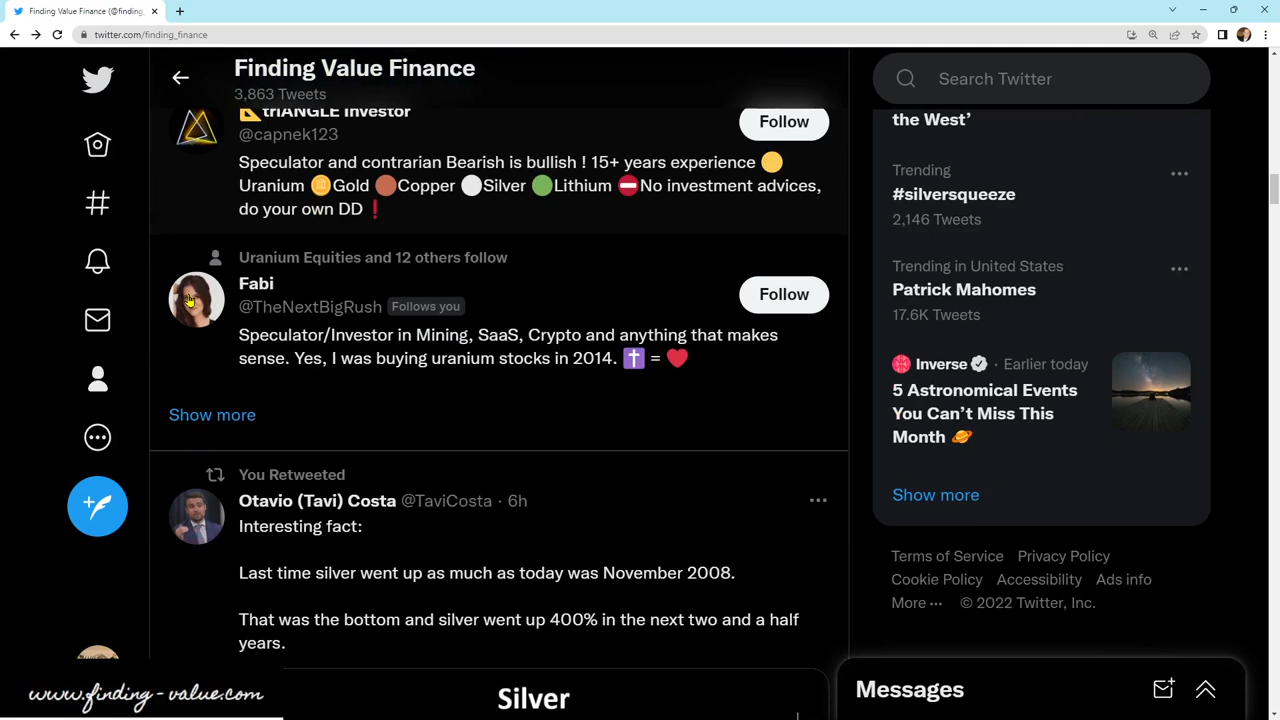 Finding Value Finance (@finding_
twitter.com/finding_finance
Finding Value Finance
3,863 Tweets
📐triANGLE Investor
@capnek123
Follow
Speculator and contrarian Bearish is bullish ! 15+ years experience 🟡
Uranium 🪙Gold 🟤Copper ⚪Silver 🟢Lithium ⛔No investment advices,
do your own DD ❗
Uranium Equities and 12 others follow
Fabi
@TheNextBigRush Follows you
Follow
Speculator/Investor in Mining, SaaS, Crypto and anything that makes
sense. Yes, I was buying uranium stocks in 2014. ✝️ = ❤️
Show more
You Retweeted
Otavio (Tavi) Costa @TaviCosta · 6h
Interesting fact:
Last time silver went up as much as today was November 2008.
That was the bottom and silver went up 400% in the next two and a half
years.
Silver
www.finding-value.com
Search Twitter
the West’
Trending
#silversqueeze
2,146 Tweets
Trending in United States
Patrick Mahomes
17.6K Tweets
Inverse · Earlier today
5 Astronomical Events
You Can’t Miss This
Month 🪐
Show more
Terms of Service Privacy Policy
Cookie Policy Accessibility Ads info
More ··· © 2022 Twitter, Inc.
Messages